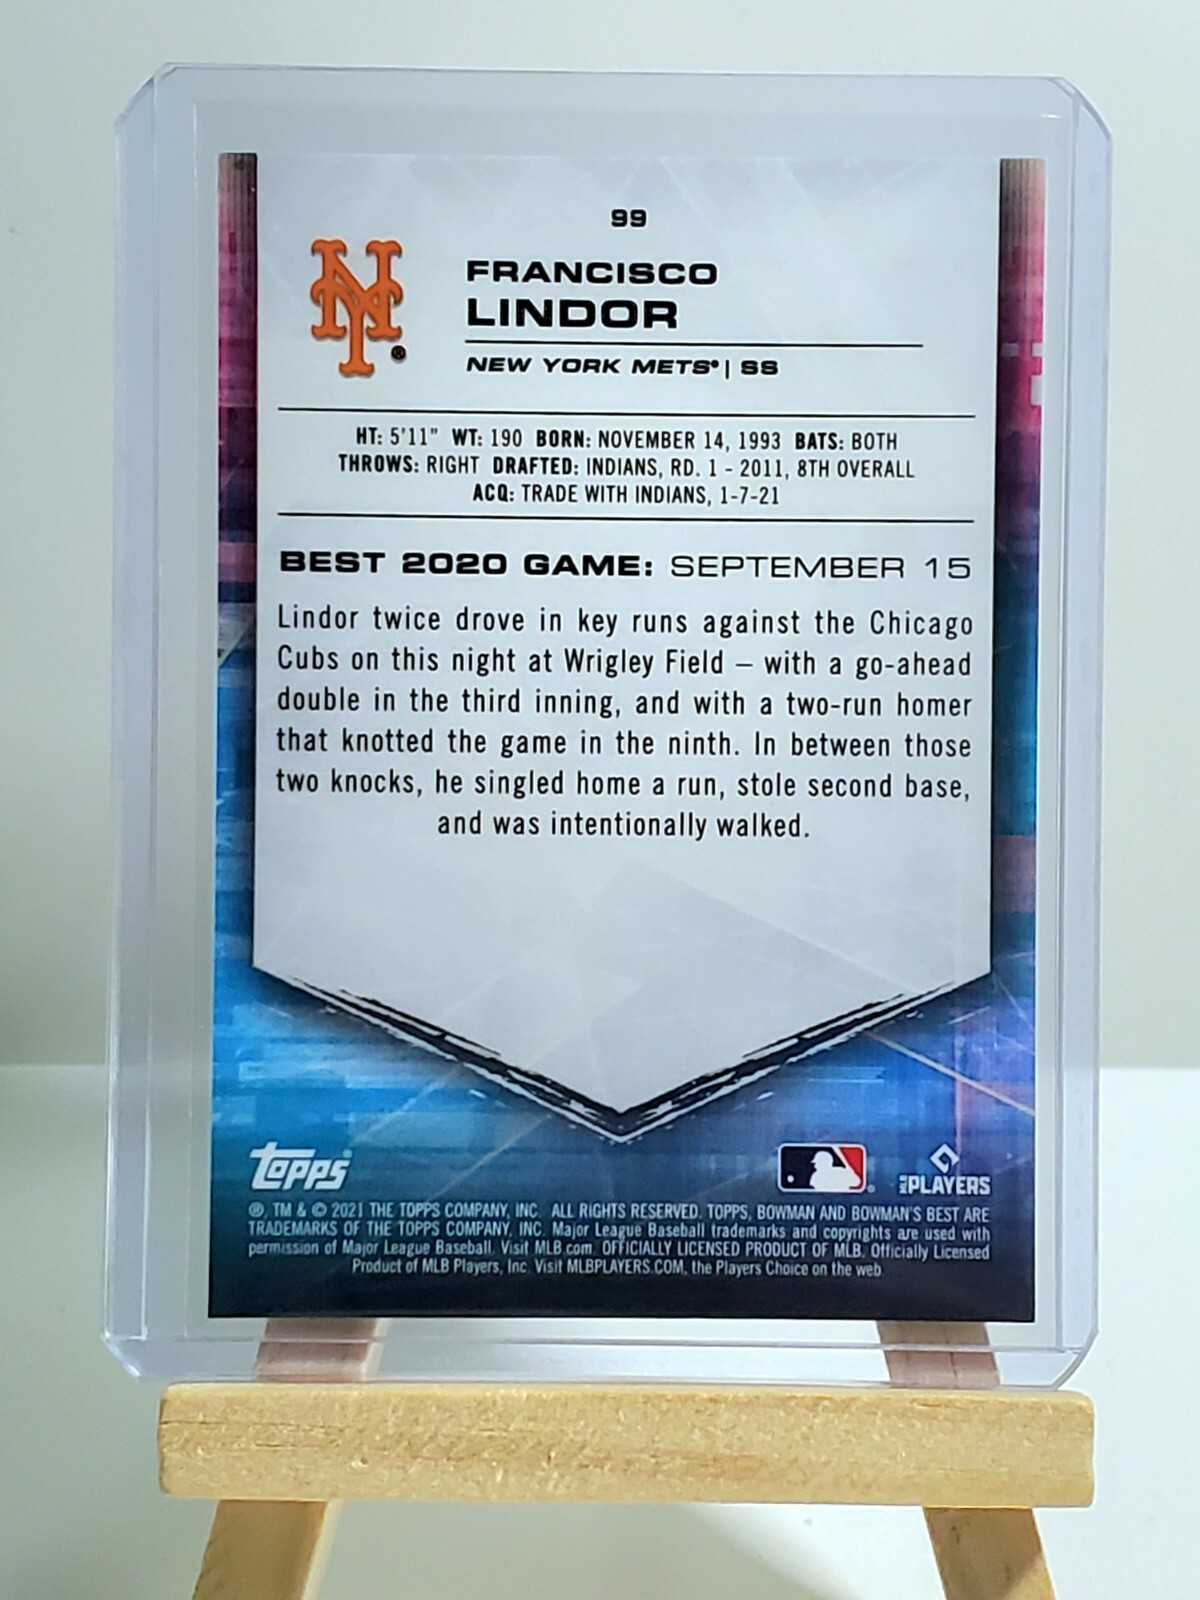 99
NY
®
FRANCISCO
LINDOR
NEW YORK METS® | SS
HT: 5'11" WT: 190 BORN: NOVEMBER 14, 1993 BATS: BOTH
THROWS: RIGHT DRAFTED: INDIANS, RD. 1 - 2011, 8TH OVERALL
ACQ: TRADE WITH INDIANS, 1-7-21
BEST 2020 GAME: SEPTEMBER 15
Lindor twice drove in key runs against the Chicago
Cubs on this night at Wrigley Field – with a go-ahead
double in the third inning, and with a two-run homer
that knotted the game in the ninth. In between those
two knocks, he singled home a run, stole second base,
and was intentionally walked.
Topps®
MLB PLAYERS
®, TM & © 2021 THE TOPPS COMPANY, INC. ALL RIGHTS RESERVED. TOPPS, BOWMAN AND BOWMAN'S BEST ARE
TRADEMARKS OF THE TOPPS COMPANY, INC. Major League Baseball trademarks and copyrights are used with
permission of Major League Baseball. Visit MLB.com. OFFICIALLY LICENSED PRODUCT OF MLB. Officially Licensed
Product of MLB Players, Inc. Visit MLBPLAYERS.COM, the Players Choice on the web.